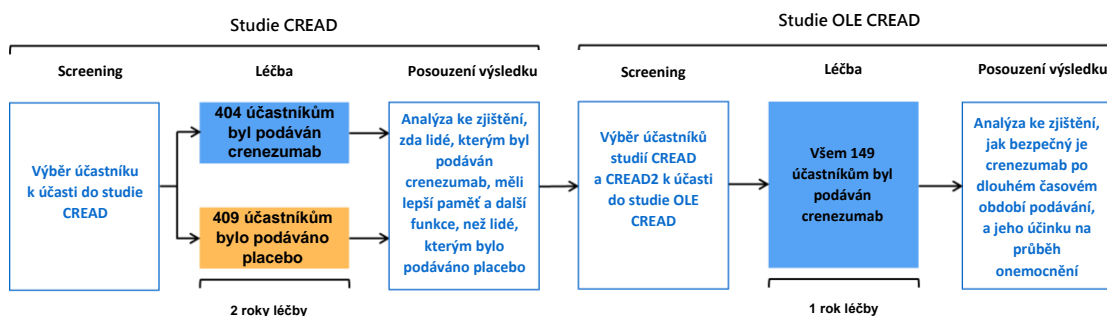 Studie CREAD
Studie OLE CREAD
Screening
Léčba
Posouzení výsledku
Screening
Léčba
Posouzení výsledku
Výběr účastníku
k účasti do studie
CREAD
404 účastníkům
byl podáván
crenezumab
409 účastníkům
bylo podáváno
placebo
Analýza ke zjištění,
zda lidé, kterým byl
podáván
crenezumab, měli
lepší paměť a další
funkce, než lidé,
kterým bylo
podáváno placebo
Výběr účastníků
studií CREAD
a CREAD2 k účasti
do studie OLE
CREAD
Všem 149
účastníkům byl
podáván
crenezumab
Analýza ke zjištění,
jak bezpečný je
crenezumab po
dlouhém časovém
období podávání,
a jeho účinku na
průběh
onemocnění
2 roky léčby
1 rok léčby